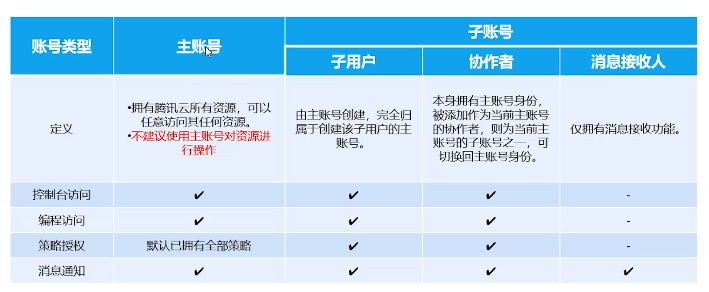 账号类型
主账号
子账号
子用户
协作者
消息接收人
定义
•拥有腾讯云所有资源，可以
任意访问其任何资源。
•不建议使用主账号对资源进
行操作
由主账号创建，完全归
属于创建该子用户的主
账号。
本身拥有主账号身份，
被添加作为当前主账号
的协作者，则为当前主
账号的子账号之一，可
切换回主账号身份。
仅拥有消息接收功能。
控制台访问 ✔ ✔ ✔ -
编程访问 ✔ ✔ ✔ -
策略授权 默认已拥有全部策略 ✔ ✔ -
消息通知 ✔ ✔ ✔ ✔